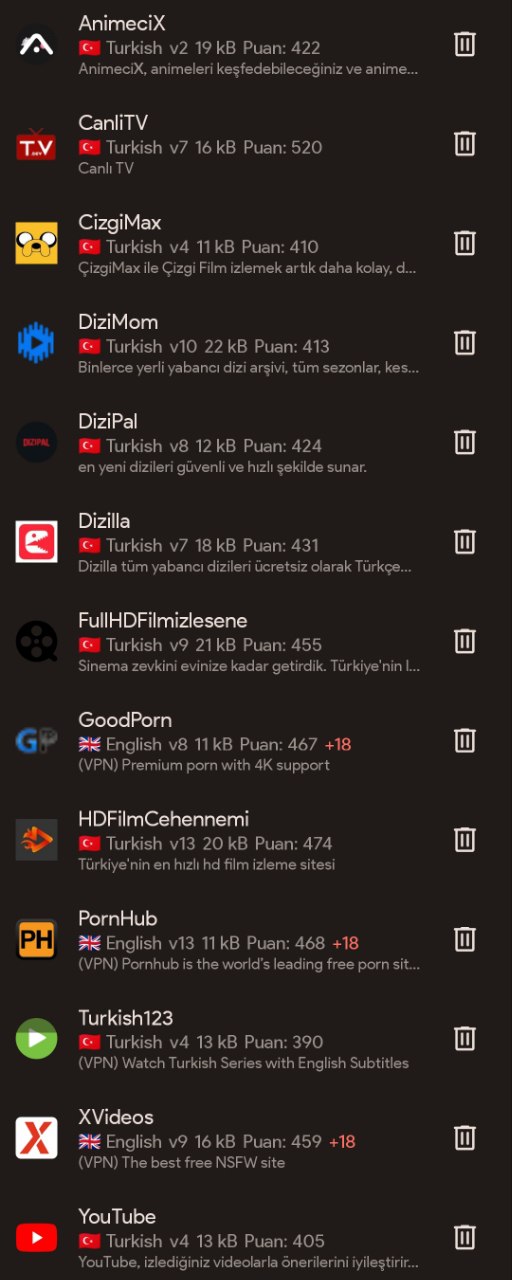 AnimeciX
Turkish v2 19 kB Puan: 422
AnimeciX, animeleri keşfedebileceğiniz ve anime...
T.V
CanliTV
Turkish v7 16 kB Puan: 520
Canlı TV
CizgiMax
Turkish v4 11 kB Puan: 410
ÇizgiMax ile Çizgi Film izlemek artık daha kolay, d...
DiziMom
Turkish v10 22 kB Puan: 413
Binlerce yerli yabancı dizi arşivi, tüm sezonlar, kes...
DIZIPAL
DiziPal
Turkish v8 12 kB Puan: 424
en yeni dizileri güvenli ve hızlı şekilde sunar.
Dizilla
Turkish v7 18 kB Puan: 431
Dizilla tüm yabancı dizileri ücretsiz olarak Türkçe...
FullHDFilmizlesene
Turkish v9 21 kB Puan: 455
Sinema zevkini evinize kadar getirdik. Türkiye'nin l...
GP
GoodPorn
English v8 11 kB Puan: 467 +18
(VPN) Premium porn with 4K support
HDFilmCehennemi
Turkish v13 20 kB Puan: 474
Türkiye'nin en hızlı hd film izleme sitesi
PH
PornHub
English v13 11 kB Puan: 468 +18
(VPN) Pornhub is the world's leading free porn sit...
Turkish123
Turkish v4 13 kB Puan: 390
(VPN) Watch Turkish Series with English Subtitles
X
XVideos
English v9 16 kB Puan: 459 +18
(VPN) The best free NSFW site
YouTube
Turkish v4 13 kB Puan: 405
YouTube, izlediğiniz videolarla önerilerini iyileştirir...